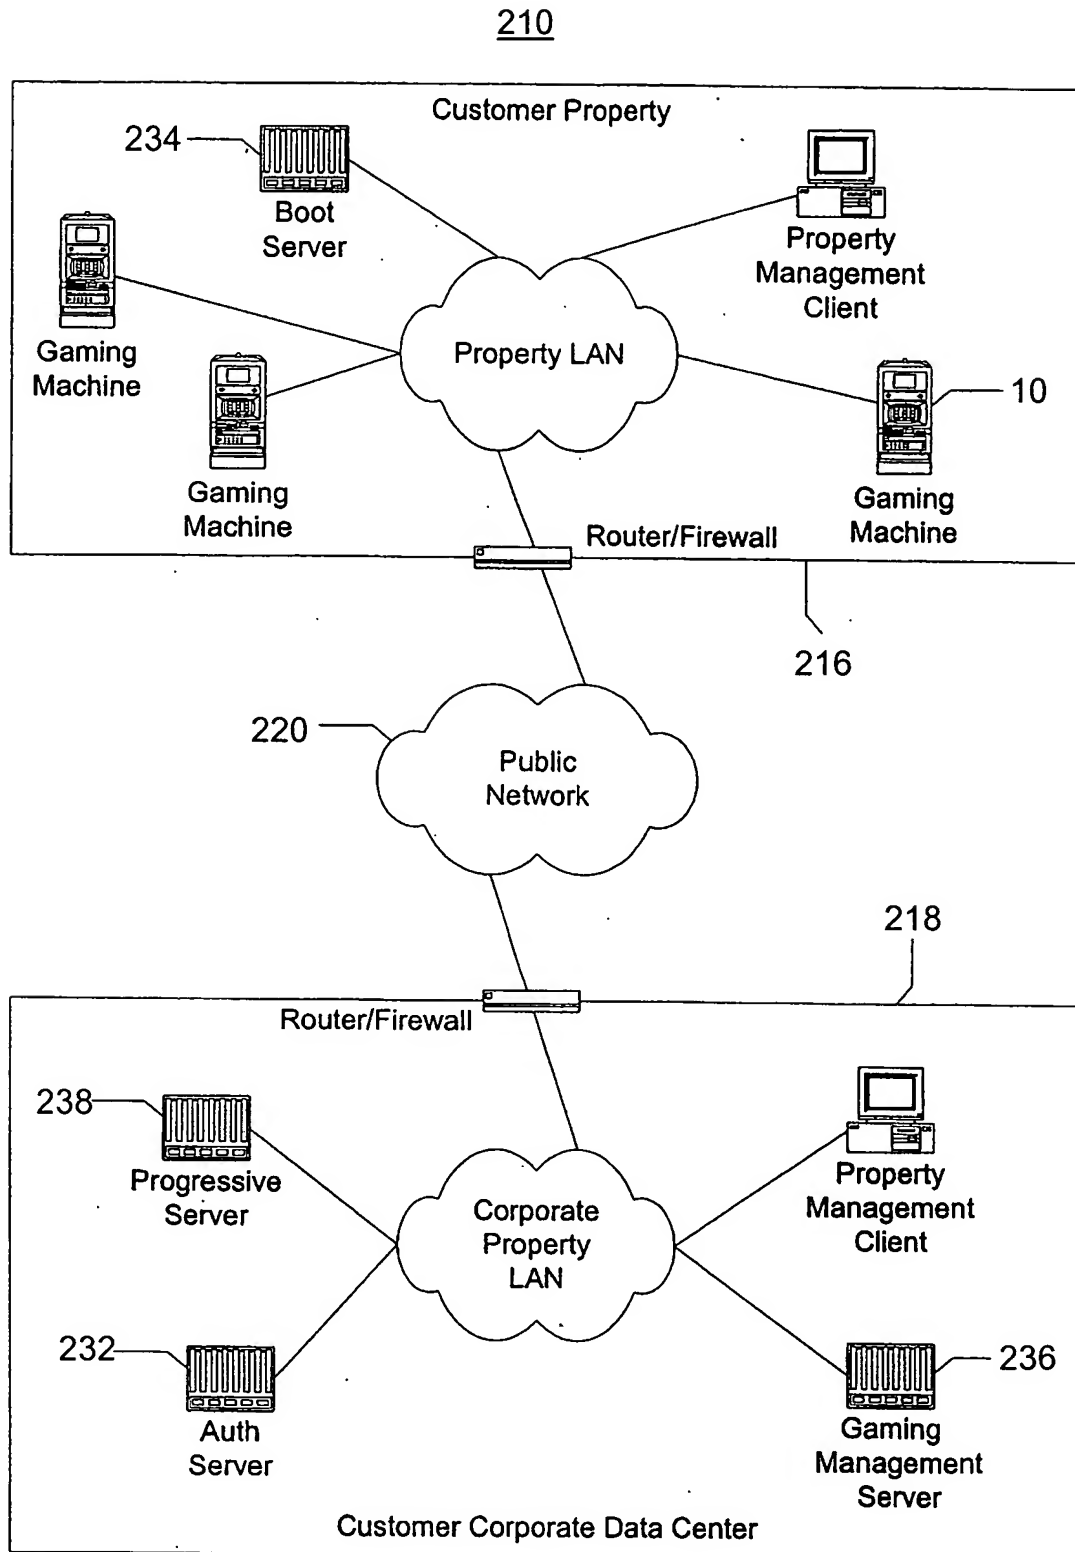 210
Customer Property
234
Boot
Server
Property
Management
Client
Gaming
Machine
Property LAN
10
Gaming
Machine
Gaming
Machine
Router/Firewall
216
220
Public
Network
218
Router/Firewall
238
Progressive
Server
Corporate
Property
LAN
Property
Management
Client
232
Auth
Server
236
Gaming
Management
Server
Customer Corporate Data Center